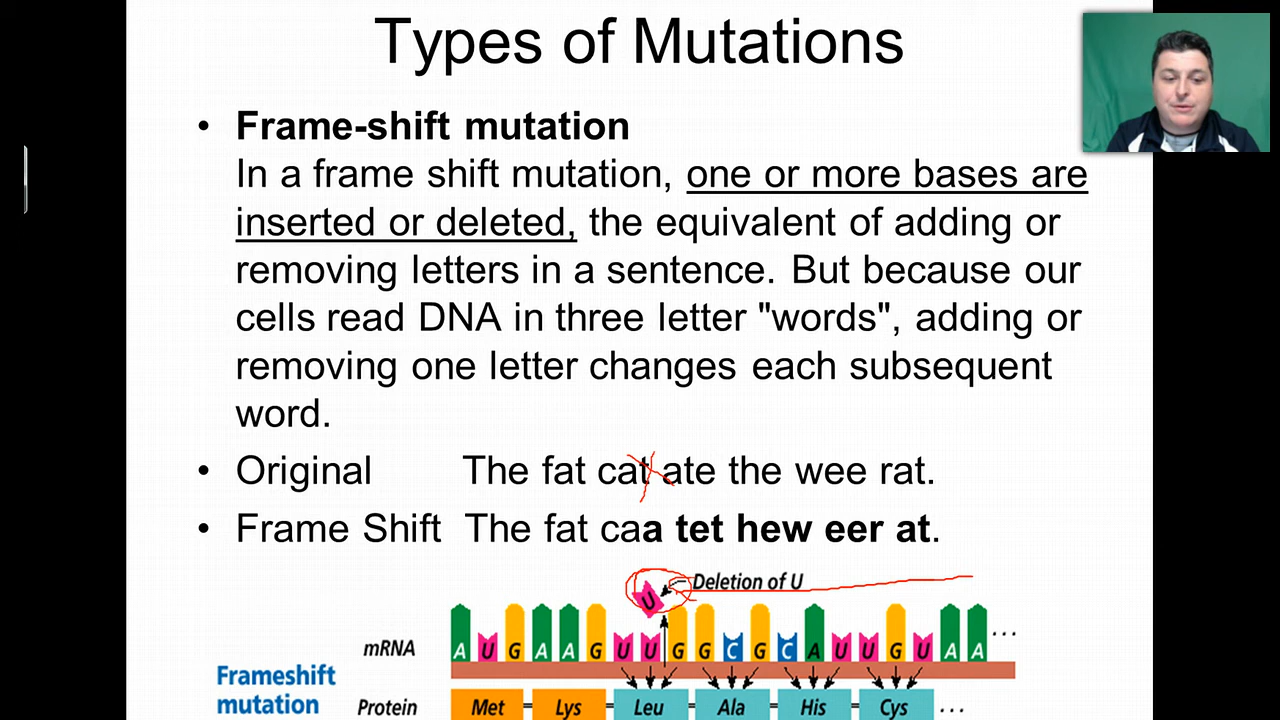 Types of Mutations
• Frame-shift mutation
In a frame shift mutation, one or more bases are
inserted or deleted, the equivalent of adding or
removing letters in a sentence. But because our
cells read DNA in three letter "words", adding or
removing one letter changes each subsequent
word.
• Original The fat cat ate the wee rat.
• Frame Shift The fat caa tet hew eer at.
U Deletion of U
mRNA A U G A A G U U G G C G C A U U G U A A ...
Frameshift
mutation
Protein Met Lys Leu Ala His Cys ...